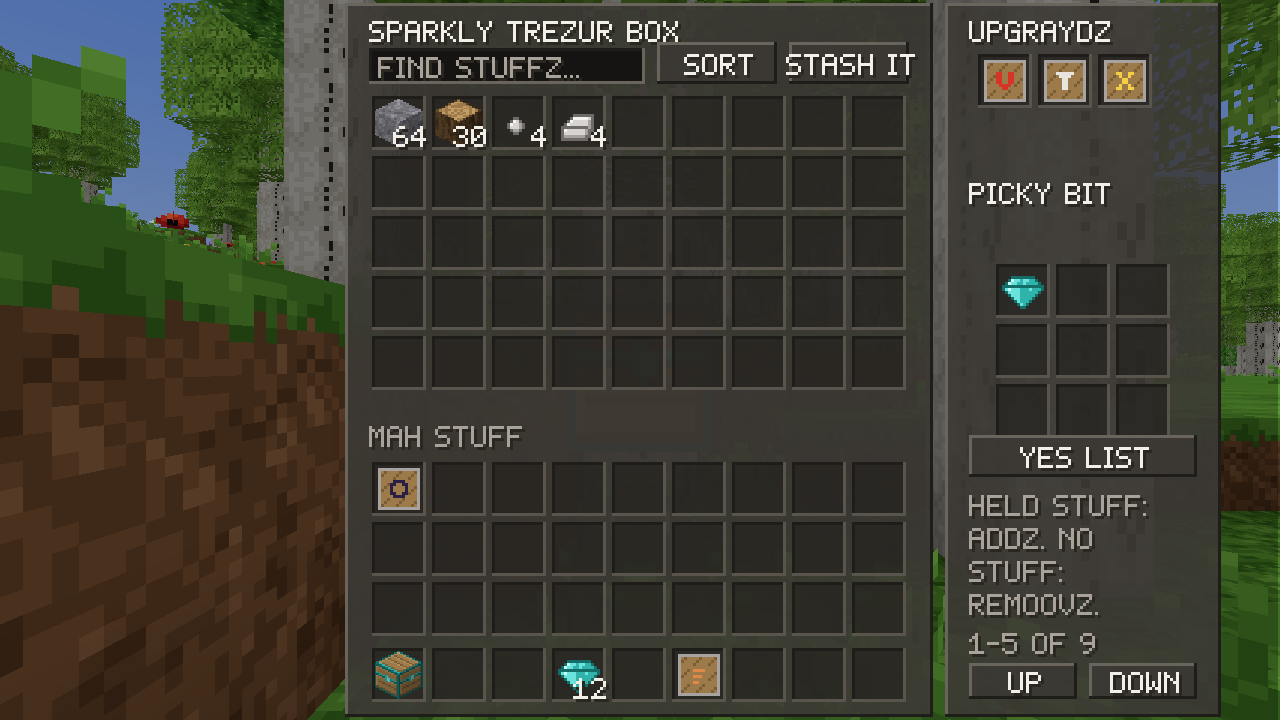 SPARKLY TREZUR BOX
FIND STUFFZ...
SORT
STASH IT
64
30
4
4
MAH STUFF
12
UPGRAYDZ
U T X
PICKY BIT
YES LIST
HELD STUFF:
ADDZ. NO
STUFF:
REMOOVZ.
1-5 OF 9
UP
DOWN